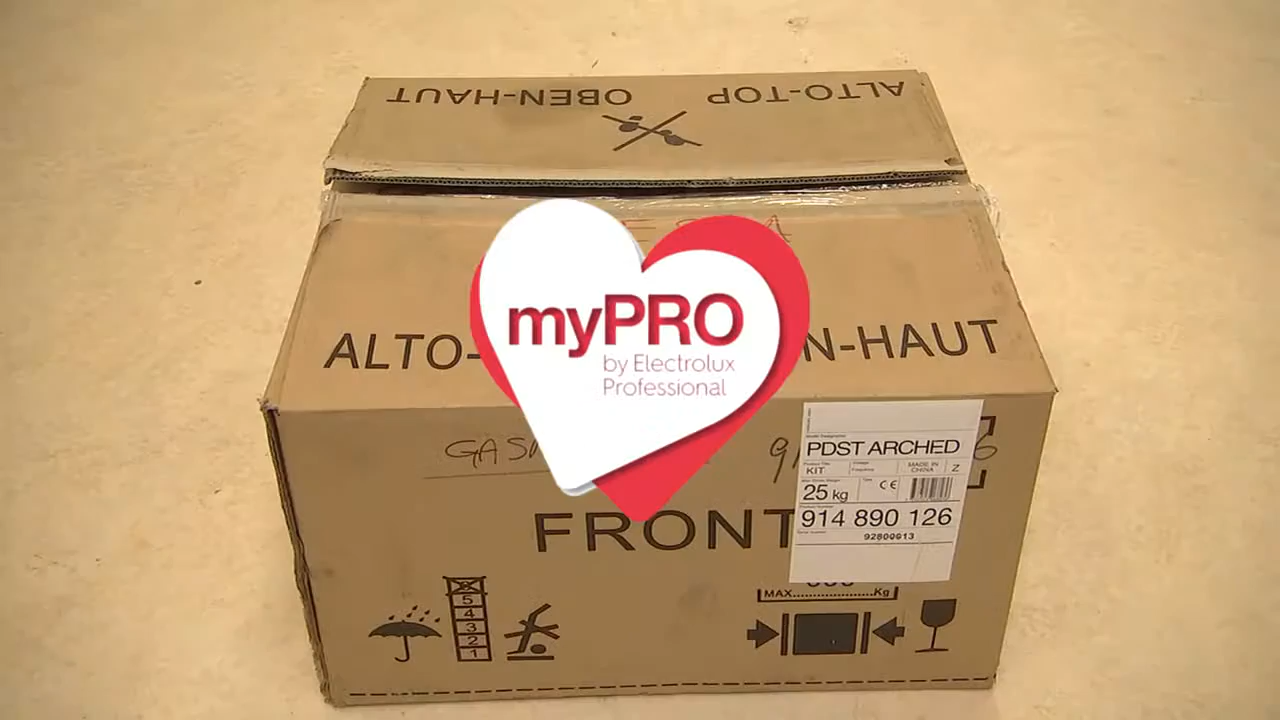 ALTO-TOP OBEN-HAUT
ALTO-
N-HAUT
myPRO
by Electrolux
Professional
PDST ARCHED
KIT
MADE IN
CHINA
Z
25 kg
CE
914 890 126
92800013
FRONT
MAX.....................Kg
5
4
3
2
1